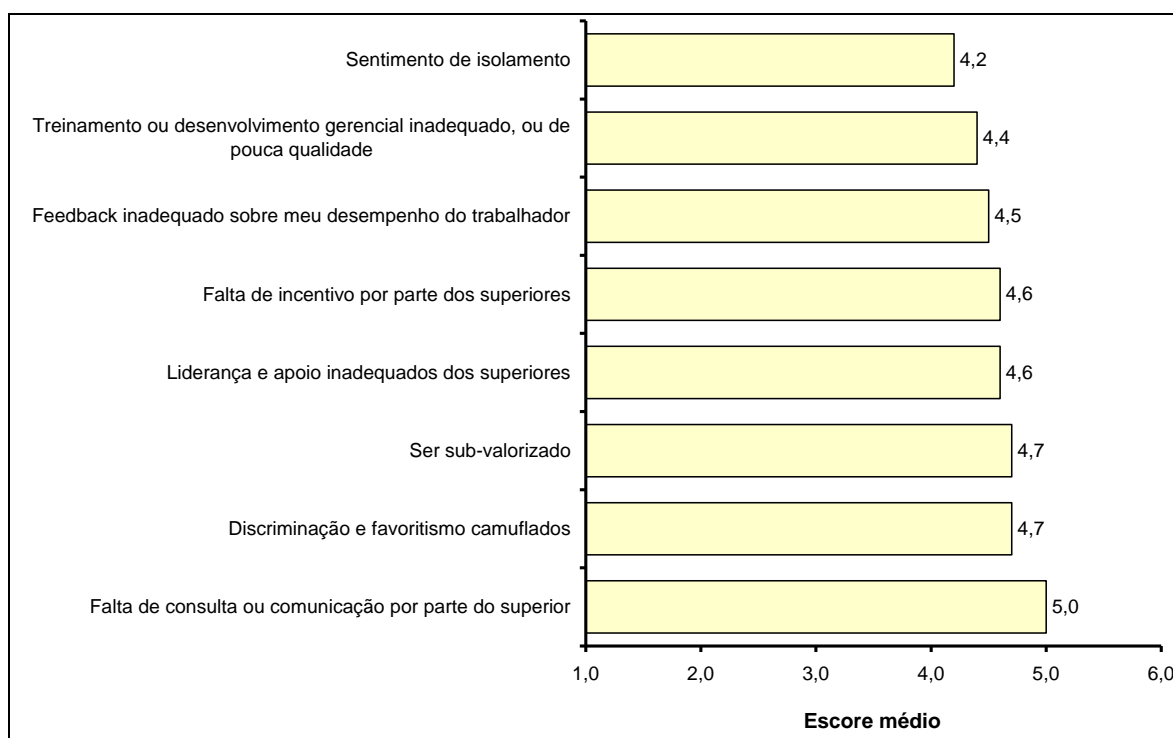 Sentimento de isolamento
4,2
Treinamento ou desenvolvimento gerencial inadequado, ou de
pouca qualidade
4,4
Feedback inadequado sobre meu desempenho do trabalhador
4,5
Falta de incentivo por parte dos superiores
4,6
Liderança e apoio inadequados dos superiores
4,6
Ser sub-valorizado
4,7
Discriminação e favoritismo camuflados
4,7
Falta de consulta ou comunicação por parte do superior
5,0
1,0 2,0 3,0 4,0 5,0 6,0
Escore médio